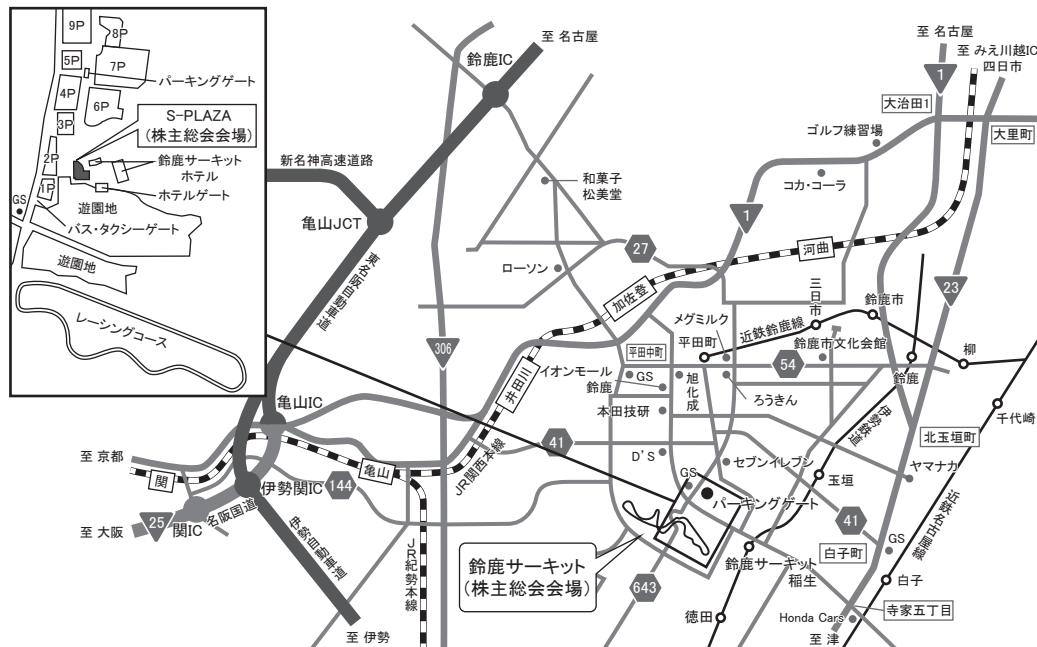 9P
8P
5P
7P
パーキングゲート
4P
6P
S-PLAZA
(株主総会会場)
3P
2P
鈴鹿サーキット
ホテル
1P
ホテルゲート
GS
遊園地
バス・タクシーゲート
遊園地
レーシングコース
至 名古屋
鈴鹿IC
新名神高速道路
亀山JCT
東名阪自動車道
和菓子
松美堂
ローソン
27
306
至 名古屋
至 みえ川越IC
四日市
1
大治田1
大里町
ゴルフ練習場
コカ・コーラ
1
河曲
加佐登
23
三日市
鈴鹿市
メグミルク
平田町
近鉄鈴鹿線
鈴鹿市文化会館
柳
平田中町
54
鈴鹿
イオンモール
鈴鹿
GS
旭化成
ろうきん
井田川
本田技研
千代崎
伊勢鉄道
北玉垣町
亀山IC
41
JR関西本線
D'S
セブンイレブン
ヤマナカ
至 京都
関
亀山
144
伊勢関IC
GS
パーキングゲート
玉垣
近鉄名古屋線
41
至 大阪
25
関IC
名阪国道
伊勢自動車道
JR紀勢本線
鈴鹿サーキット
(株主総会会場)
白子町
GS
鈴鹿サーキット
稲生
白子
643
徳田
寺家五丁目
Honda Cars
至 伊勢
至 津